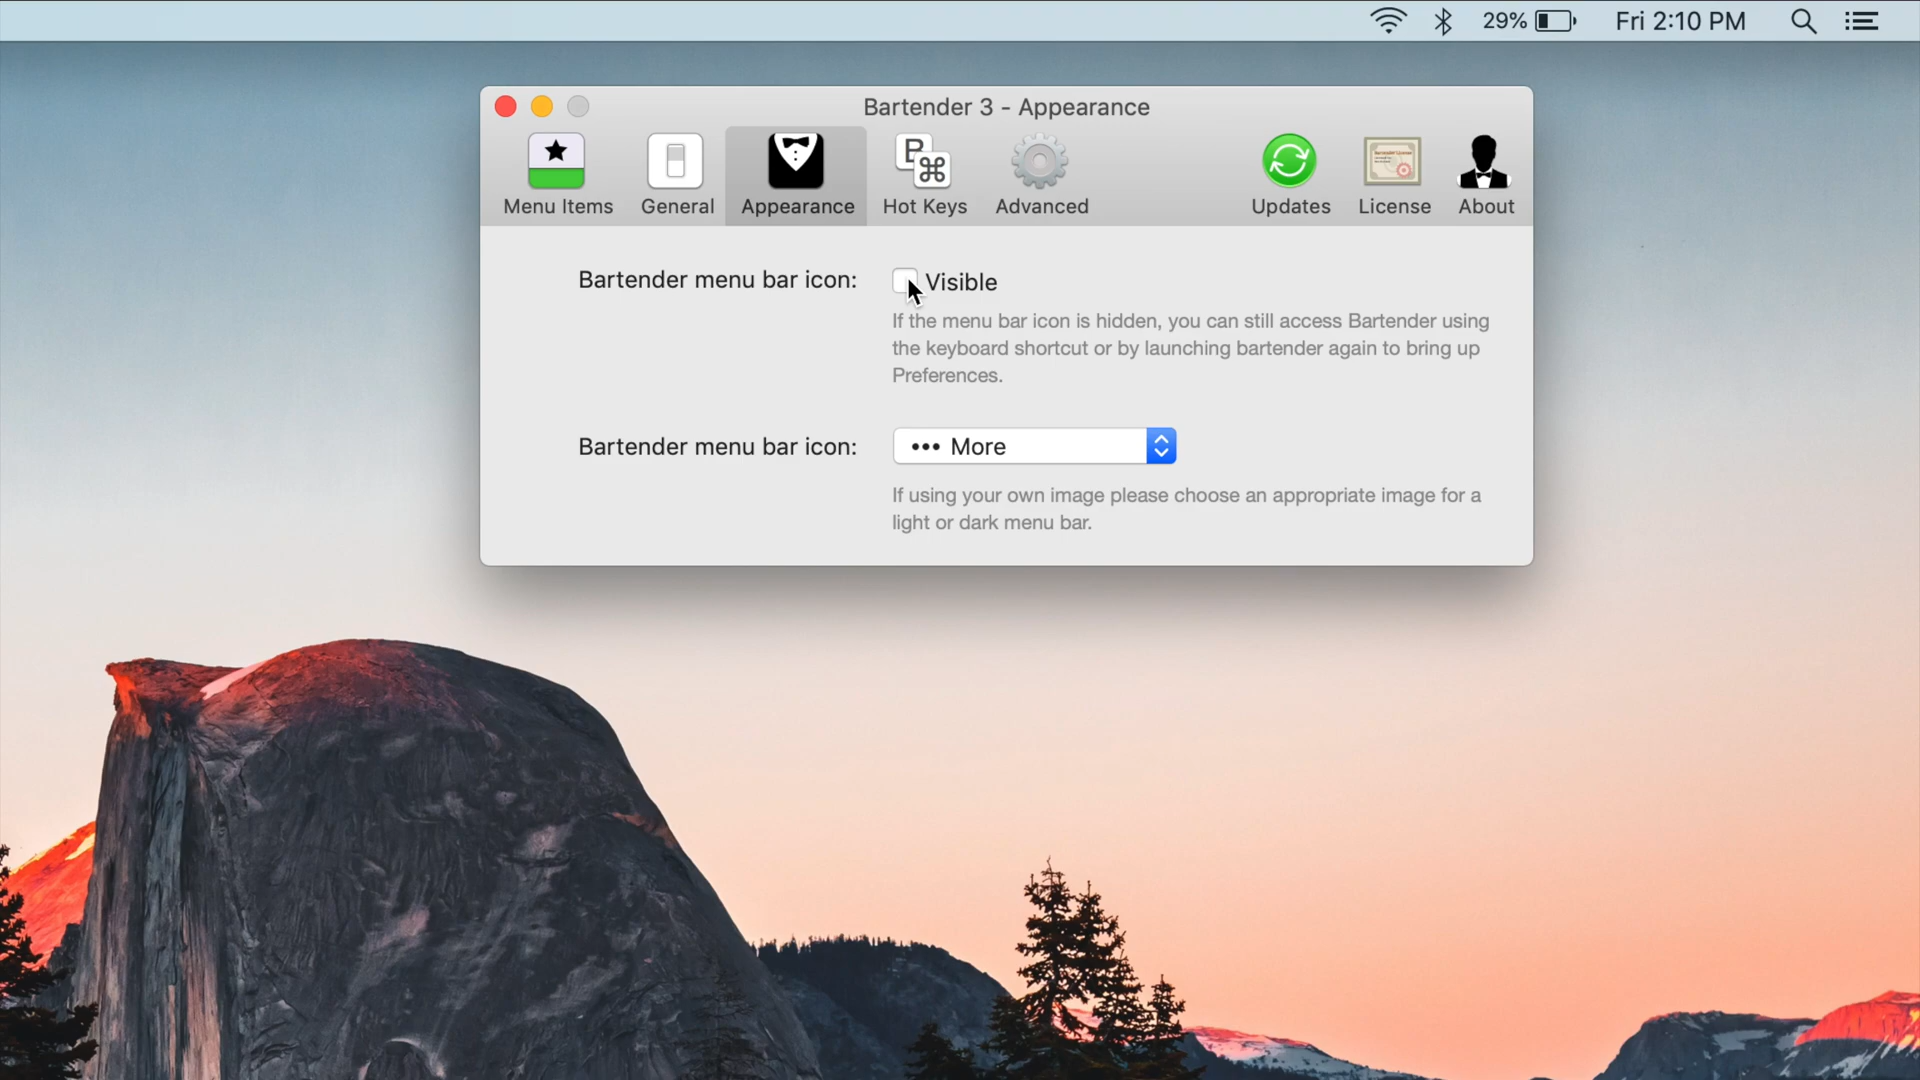 29%
Fri 2:10 PM
Bartender 3 - Appearance
Menu Items
General
Appearance
B
⌘
Hot Keys
Advanced
Updates
License
About
Bartender menu bar icon:
Visible
If the menu bar icon is hidden, you can still access Bartender using
the keyboard shortcut or by launching bartender again to bring up
Preferences.
Bartender menu bar icon:
••• More
If using your own image please choose an appropriate image for a
light or dark menu bar.